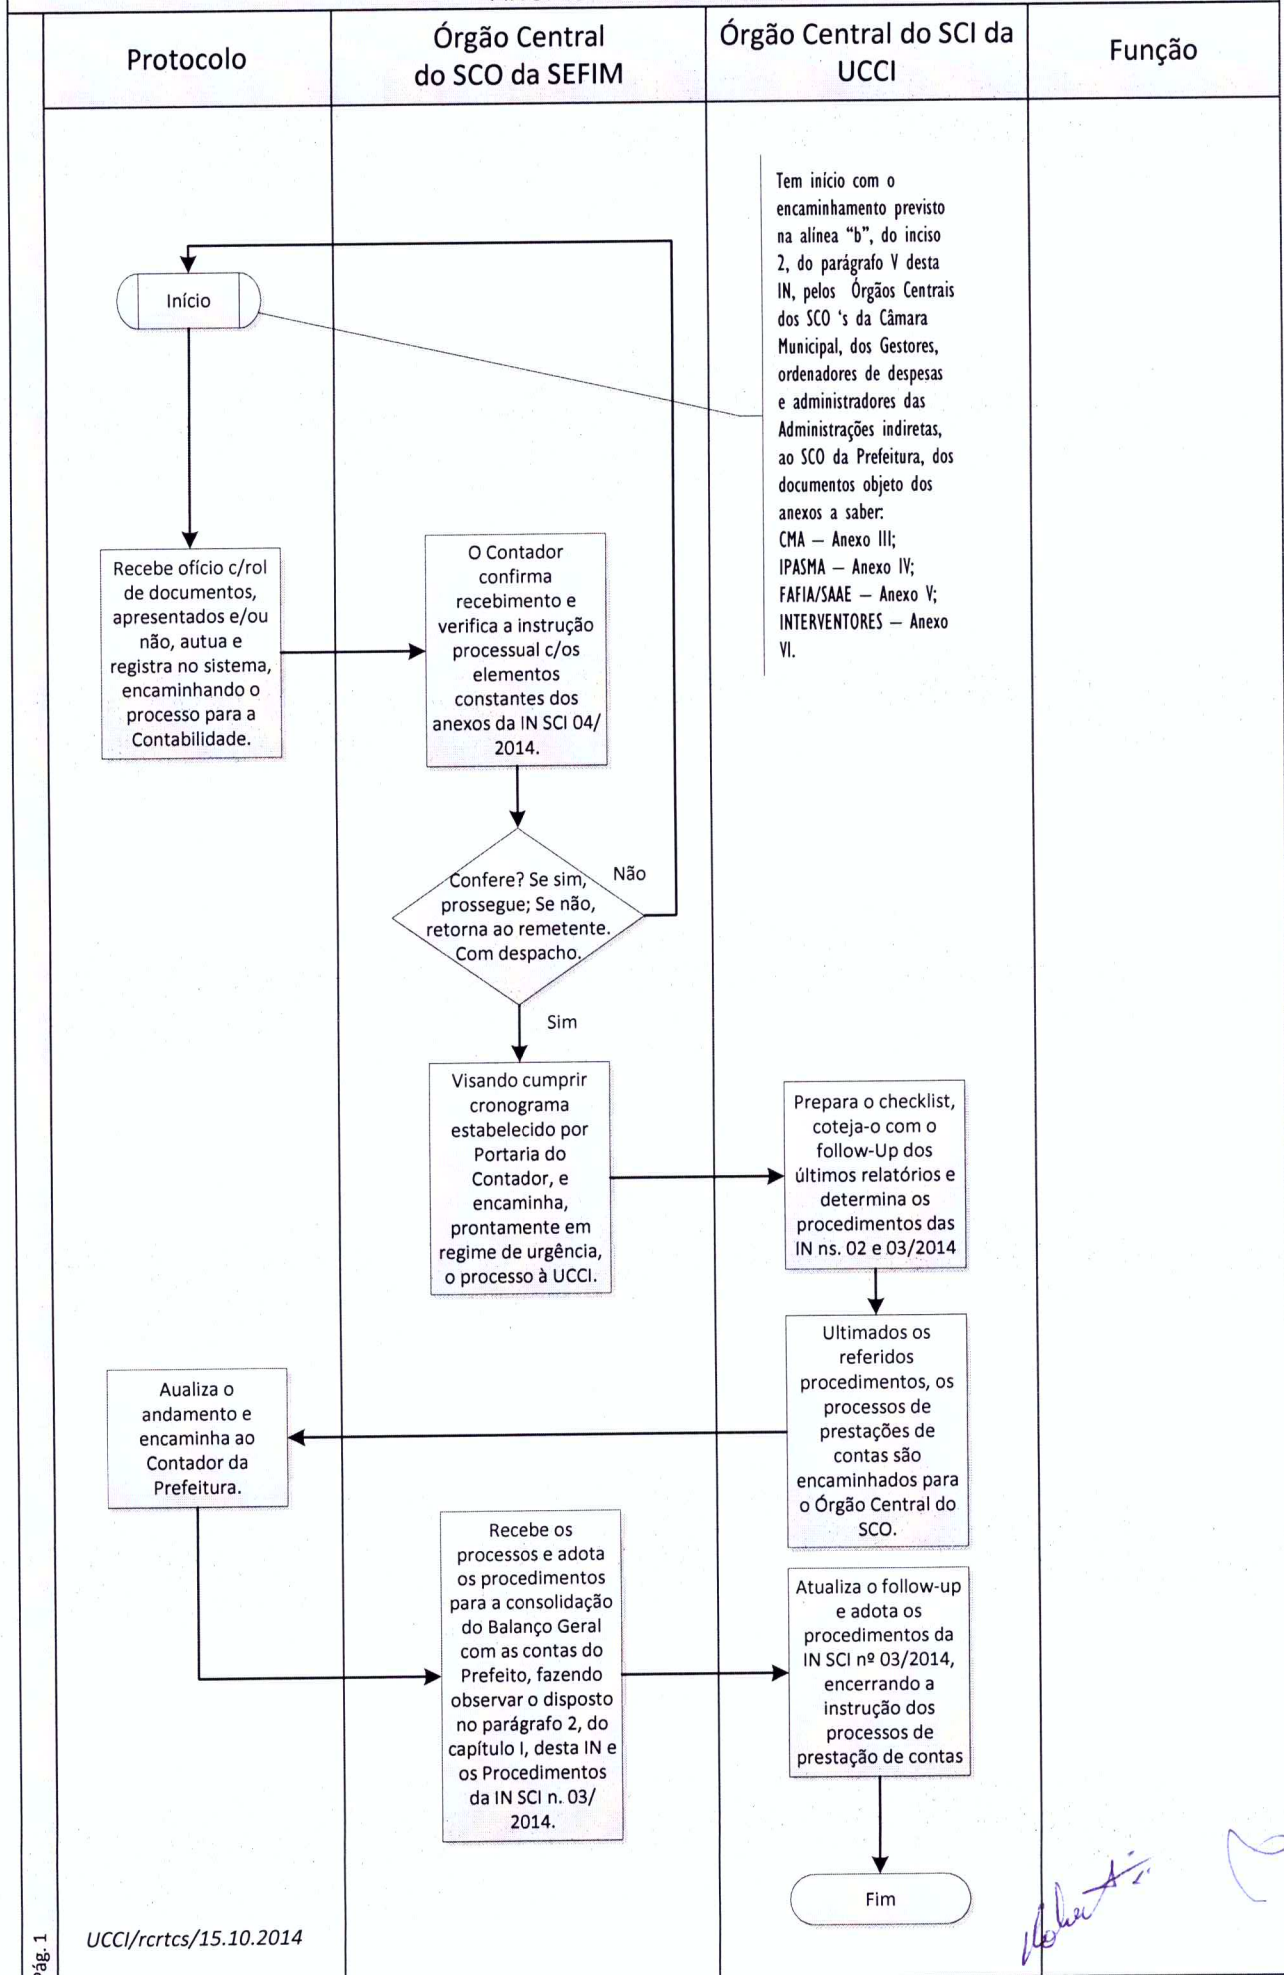 Protocolo
Órgão Central
do SCO da SEFIM
Órgão Central do SCI da
UCCI
Função
Tem início com o
encaminhamento previsto
na alínea “b”, do inciso
2, do parágrafo V desta
IN, pelos Órgãos Centrais
dos SCO 's da Câmara
Municipal, dos Gestores,
ordenadores de despesas
e administradores das
Administrações indiretas,
ao SCO da Prefeitura, dos
documentos objeto dos
anexos a saber:
CMA – Anexo III;
IPASMA – Anexo IV;
FAFIA/SAAE – Anexo V;
INTERVENTORES – Anexo
VI.
Início
Recebe ofício c/rol
de documentos,
apresentados e/ou
não, autua e
registra no sistema,
encaminhando o
processo para a
Contabilidade.
O Contador
confirma
recebimento e
verifica a instrução
processual c/os
elementos
constantes dos
anexos da IN SCI 04/
2014.
Confere? Se sim,
prossegue; Se não,
retorna ao remetente.
Com despacho.
Não
Sim
Visando cumprir
cronograma
estabelecido por
Portaria do
Contador, e
encaminha,
prontamente em
regime de urgência,
o processo à UCCI.
Prepara o checklist,
coteja-o com o
follow-Up dos
últimos relatórios e
determina os
procedimentos das
IN ns. 02 e 03/2014
Ultimados os
referidos
procedimentos, os
processos de
prestações de
contas são
encaminhados para
o Órgão Central do
SCO.
Aualiza o
andamento e
encaminha ao
Contador da
Prefeitura.
Recebe os
processos e adota
os procedimentos
para a consolidação
do Balanço Geral
com as contas do
Prefeito, fazendo
observar o disposto
no parágrafo 2, do
capítulo I, desta IN e
os Procedimentos
da IN SCI n. 03/
2014.
Atualiza o follow-up
e adota os
procedimentos da
IN SCI nº 03/2014,
encerrando a
instrução dos
processos de
prestação de contas
Fim
UCCI/rcrtcs/15.10.2014
Pág. 1